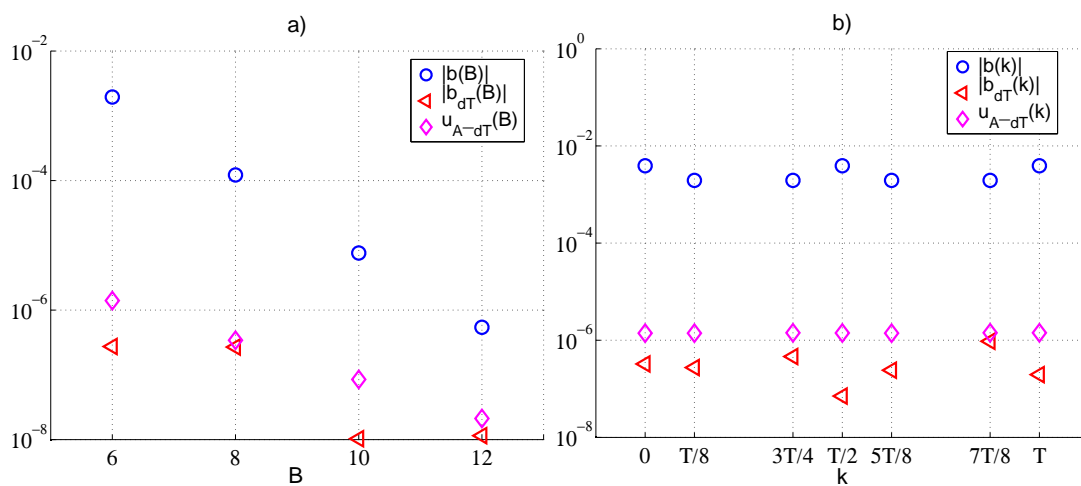 a)
10^-2
10^-4
10^-6
10^-8
6
8
10
12
B
|b(B)|
|b_dT(B)|
u_A−dT(B)
b)
10^0
10^-2
10^-4
10^-6
10^-8
0
T/8
3T/4
T/2
5T/8
7T/8
T
k
|b(k)|
|b_dT(k)|
u_A−dT(k)